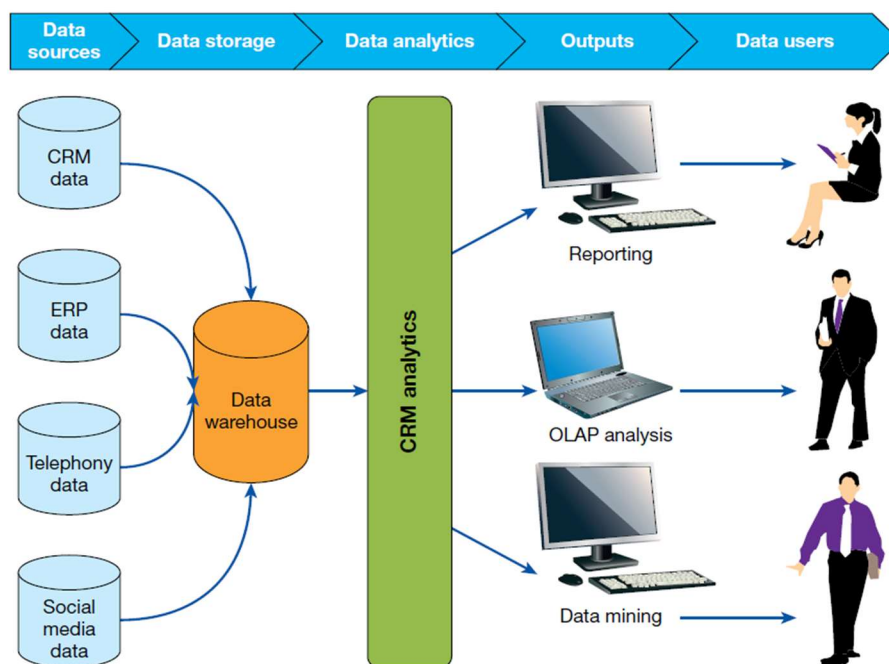 Data
sources
Data storage
Data analytics
Outputs
Data users
CRM
data
ERP
data
Telephony
data
Social
media
data
Data
warehouse
CRM analytics
Reporting
OLAP analysis
Data mining